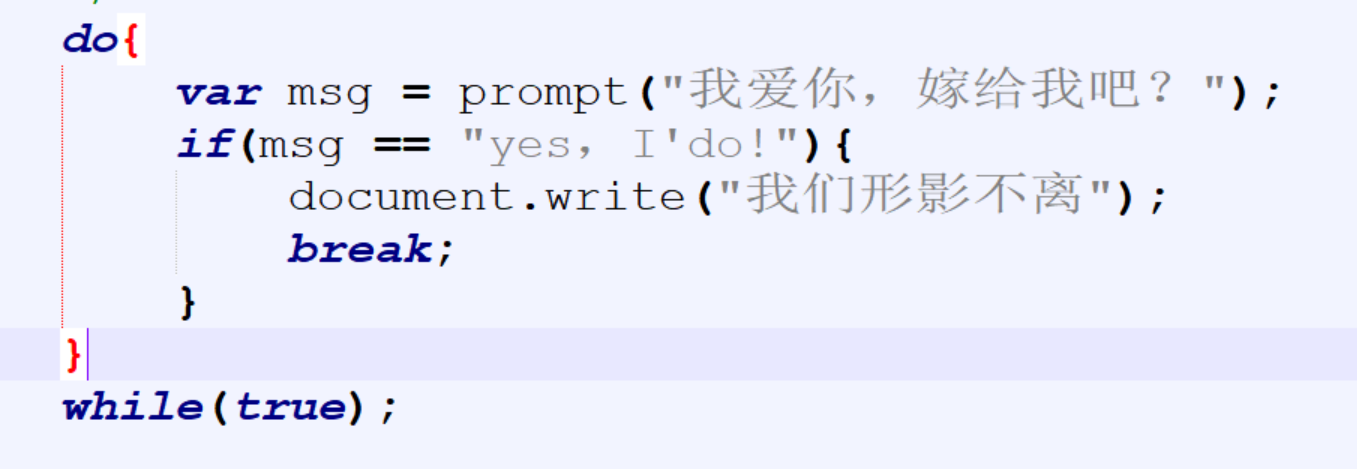 do{
var msg = prompt("我爱你，嫁给我吧？");
if(msg == "yes, I'do!"){
document.write("我们形影不离");
break;
}
}
while(true);